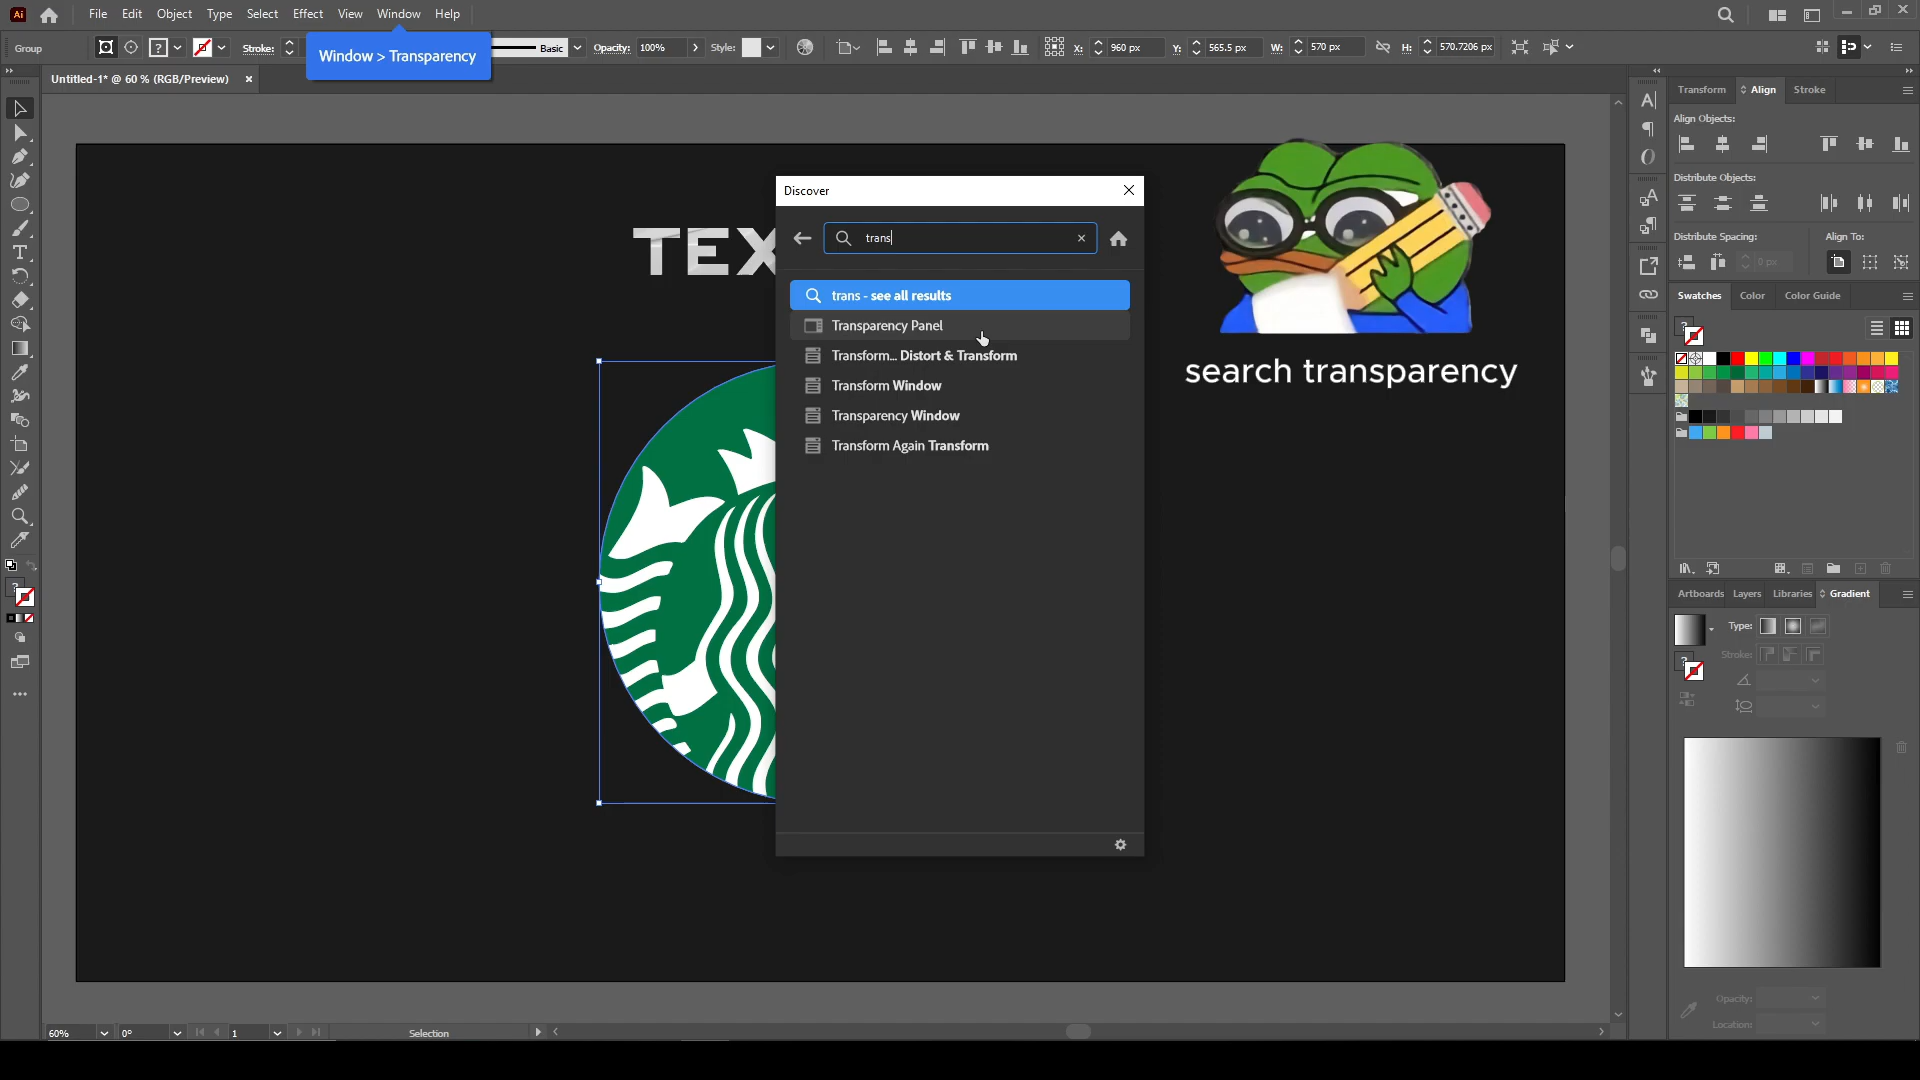 Ai File Edit Object Type Select Effect View Window Help
Group ? Stroke: Basic Opacity: 100% Style: X: 960 px Y: 565.5 px W: 570 px H: 570.7206 px
Window > Transparency
Untitled-1* @ 60 % (RGB/Preview)
Transform Align Stroke
Align Objects:
Distribute Objects:
Distribute Spacing: Align To:
0 px
Swatches Color Color Guide
Discover
trans
trans - see all results
Transparency Panel
Transform... Distort & Transform
Transform Window
Transparency Window
Transform Again Transform
TEX
search transparency
Artboards Layers Libraries Gradient
Type:
Stroke:
Opacity:
Location:
60% 0° 1 Selection